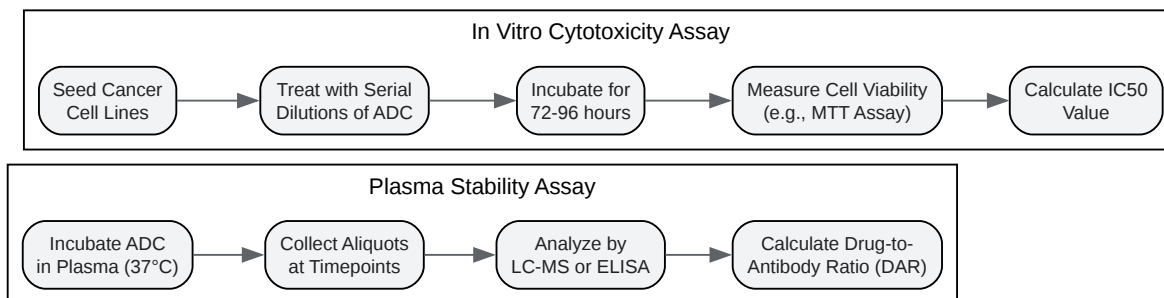 In Vitro Cytotoxicity Assay
Seed Cancer
Cell Lines
Treat with Serial
Dilutions of ADC
Incubate for
72-96 hours
Measure Cell Viability
(e.g., MTT Assay)
Calculate IC50
Value
Plasma Stability Assay
Incubate ADC
in Plasma (37°C)
Collect Aliquots
at Timepoints
Analyze by
LC-MS or ELISA
Calculate Drug-to-
Antibody Ratio (DAR)